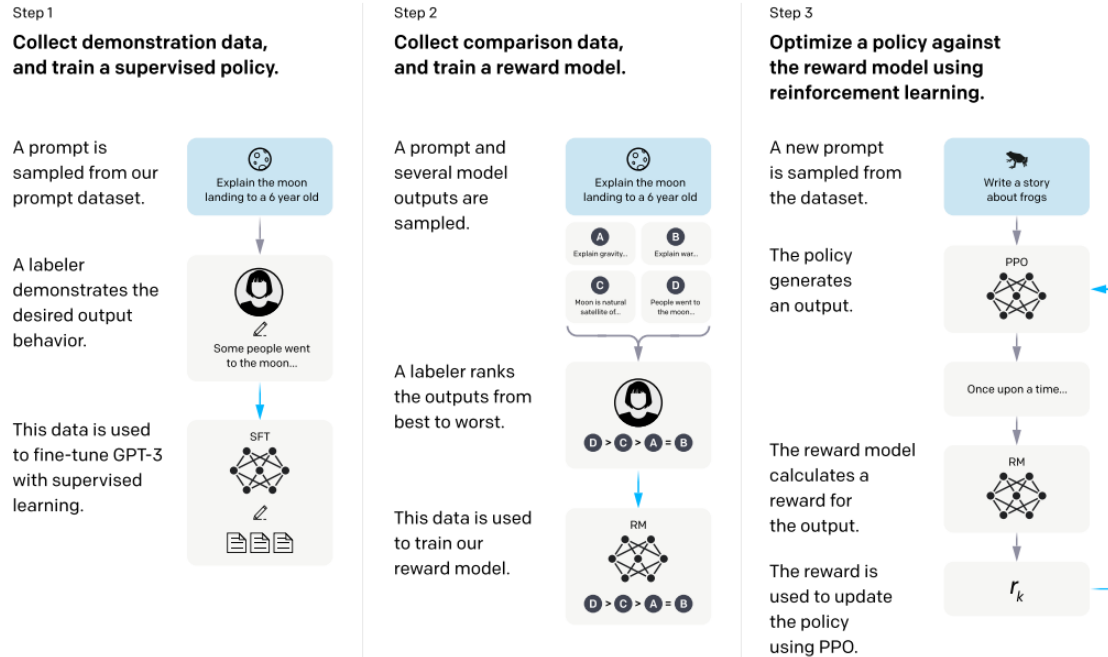 Step 1
Collect demonstration data,
and train a supervised policy.
A prompt is
sampled from our
prompt dataset.
Explain the moon
landing to a 6 year old
A labeler
demonstrates the
desired output
behavior.
Some people went
to the moon...
This data is used
to fine-tune GPT-3
with supervised
learning.
SFT
Step 2
Collect comparison data,
and train a reward model.
A prompt and
several model
outputs are
sampled.
Explain the moon
landing to a 6 year old
A
Explain gravity...
B
Explain war...
C
Moon is natural
satellite of...
D
People went to
the moon...
A labeler ranks
the outputs from
best to worst.
D > C > A = B
This data is used
to train our
reward model.
RM
D > C > A = B
Step 3
Optimize a policy against
the reward model using
reinforcement learning.
A new prompt
is sampled from
the dataset.
Write a story
about frogs
The policy
generates
an output.
PPO
Once upon a time...
The reward model
calculates a
reward for
the output.
RM
The reward is
used to update
the policy
using PPO.
r_k